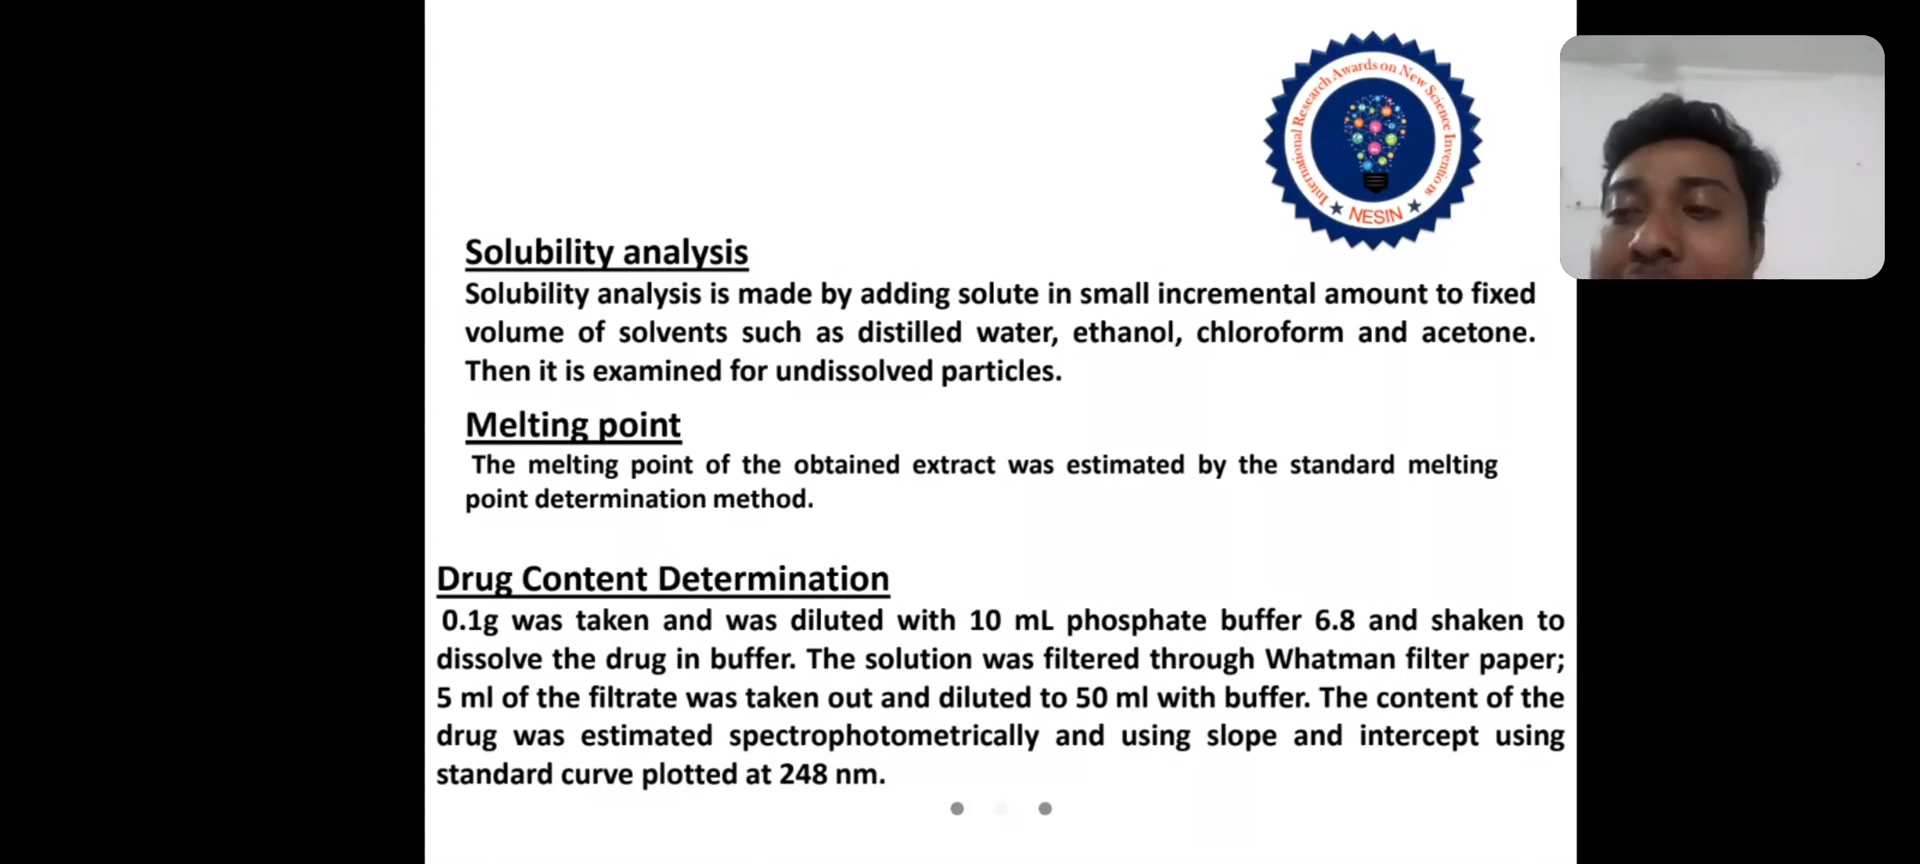 International Research Awards on New Science Inventions
★ NESIN ★
Solubility analysis
Solubility analysis is made by adding solute in small incremental amount to fixed
volume of solvents such as distilled water, ethanol, chloroform and acetone.
Then it is examined for undissolved particles.
Melting point
The melting point of the obtained extract was estimated by the standard melting
point determination method.
Drug Content Determination
0.1g was taken and was diluted with 10 mL phosphate buffer 6.8 and shaken to
dissolve the drug in buffer. The solution was filtered through Whatman filter paper;
5 ml of the filtrate was taken out and diluted to 50 ml with buffer. The content of the
drug was estimated spectrophotometrically and using slope and intercept using
standard curve plotted at 248 nm.